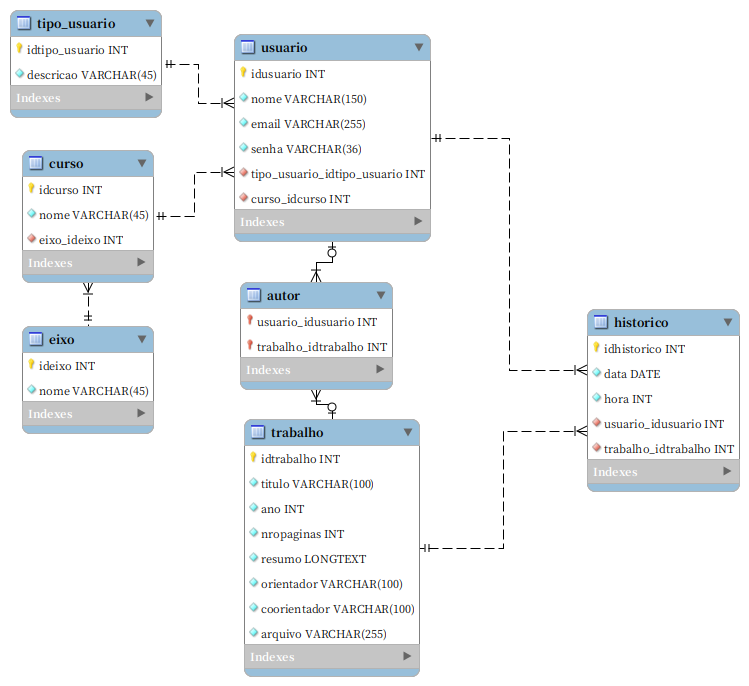 tipo_usuario
idtipo_usuario INT
descricao VARCHAR(45)
Indexes
curso
idcurso INT
nome VARCHAR(45)
eixo_ideixo INT
Indexes
eixo
ideixo INT
nome VARCHAR(45)
Indexes
usuario
idusuario INT
nome VARCHAR(150)
email VARCHAR(255)
senha VARCHAR(36)
tipo_usuario_idtipo_usuario INT
curso_idcurso INT
Indexes
autor
usuario_idusuario INT
trabalho_idtrabalho INT
Indexes
trabalho
idtrabalho INT
titulo VARCHAR(100)
ano INT
nropaginas INT
resumo LONGTEXT
orientador VARCHAR(100)
coorientador VARCHAR(100)
arquivo VARCHAR(255)
Indexes
historico
idhistorico INT
data DATE
hora INT
usuario_idusuario INT
trabalho_idtrabalho INT
Indexes